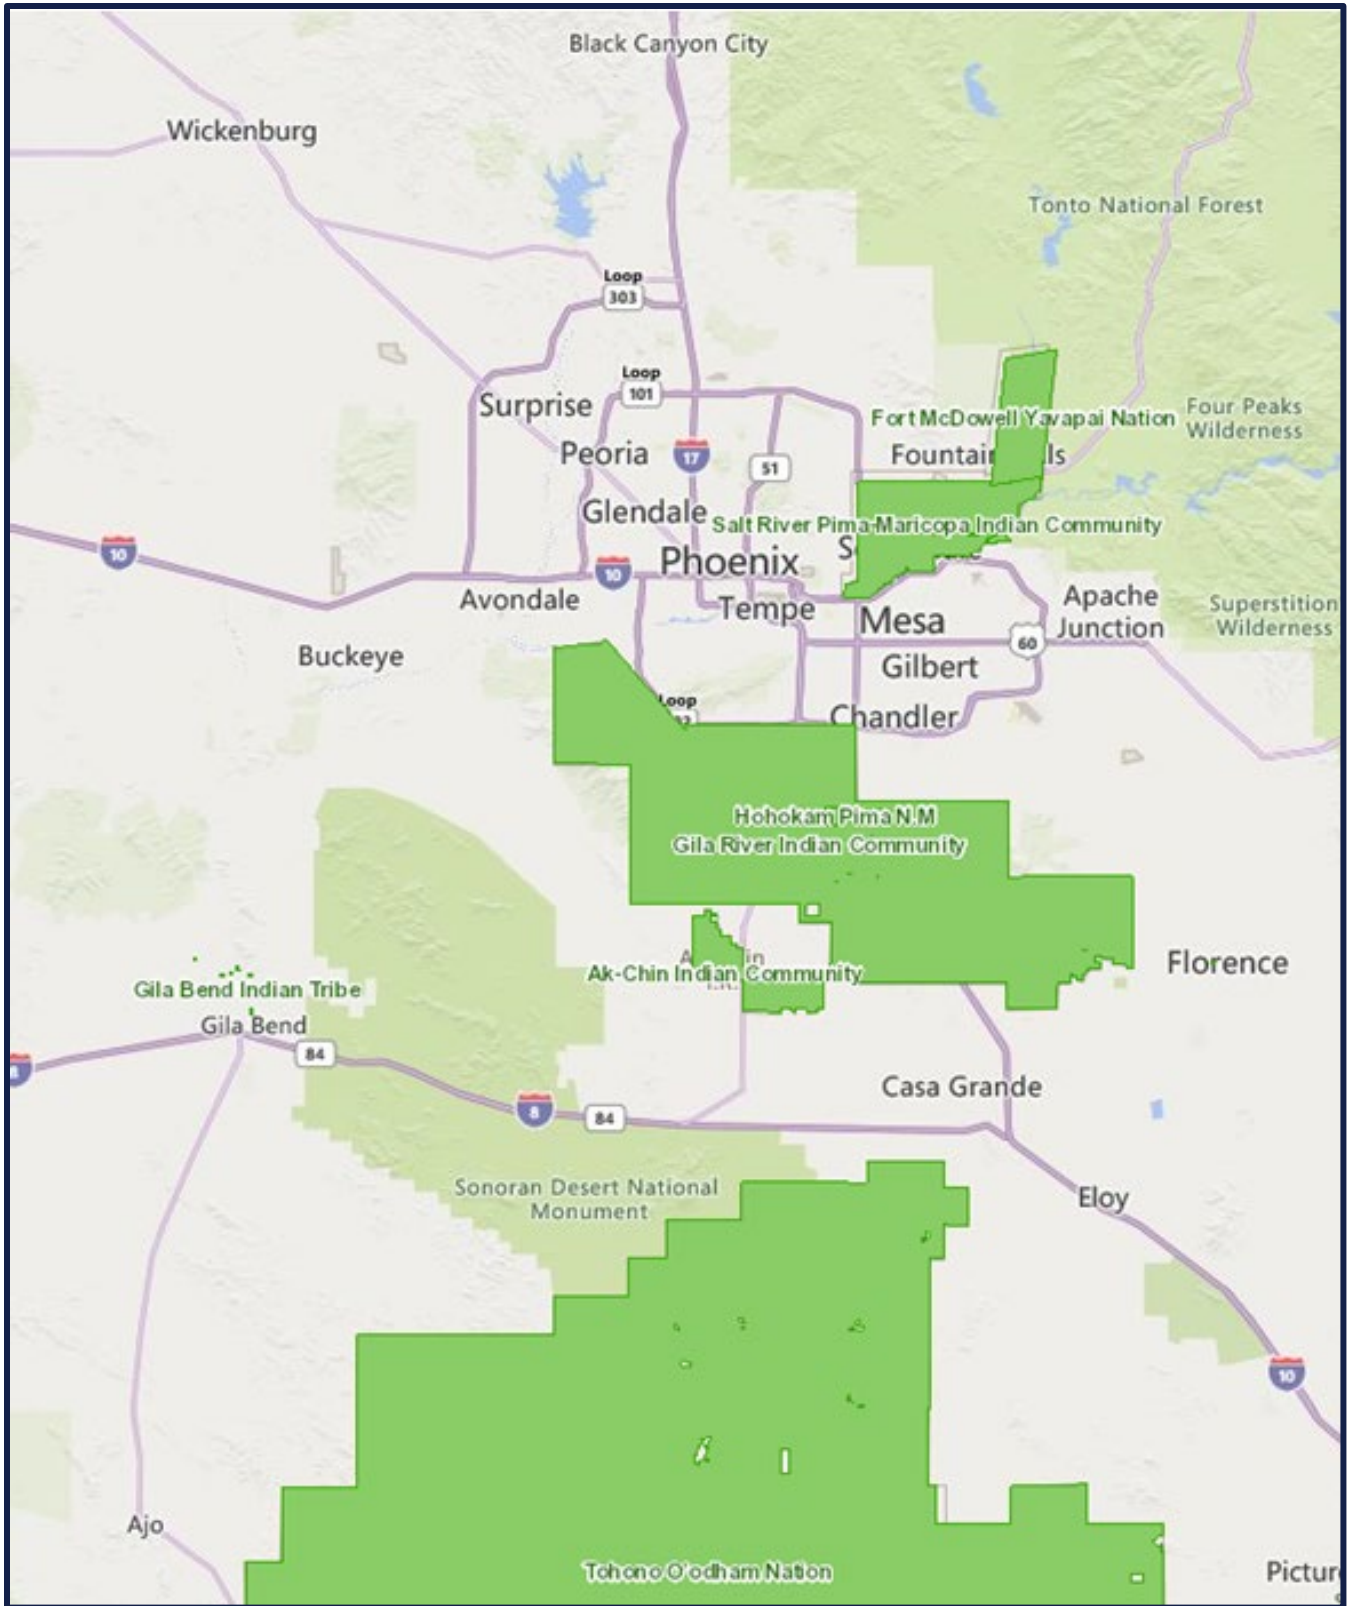 Black Canyon City
Wickenburg
Tonto National Forest
Loop
303
Loop
101
Surprise
Fort McDowell Yavapai Nation
Four Peaks
Wilderness
Peoria
17
51
Glendale
Salt River Pima-Maricopa Indian Community
10
Phoenix
10
Avondale
Tempe
Mesa
Apache
Junction
Superstition
Wilderness
60
Buckeye
Gilbert
Loop
Chandler
Hohokam Pima N.M
Gila River Indian Community
Florence
Ak-Chin Indian Community
Gila Bend Indian Tribe
Gila Bend
84
8
84
Casa Grande
Sonoran Desert National
Monument
Eloy
10
Ajo
Tohono O'odham Nation
Pictur